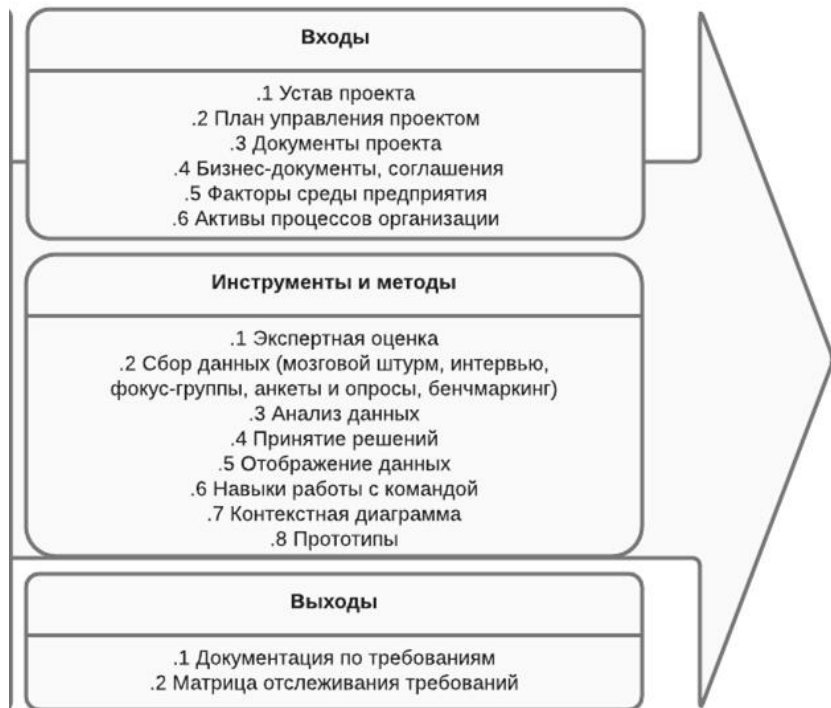 Входы
.1 Устав проекта
.2 План управления проектом
.3 Документы проекта
.4 Бизнес-документы, соглашения
.5 Факторы среды предприятия
.6 Активы процессов организации
Инструменты и методы
.1 Экспертная оценка
.2 Сбор данных (мозговой штурм, интервью,
фокус-группы, анкеты и опросы, бенчмаркинг)
.3 Анализ данных
.4 Принятие решений
.5 Отображение данных
.6 Навыки работы с командой
.7 Контекстная диаграмма
.8 Прототипы
Выходы
.1 Документация по требованиям
.2 Матрица отслеживания требований